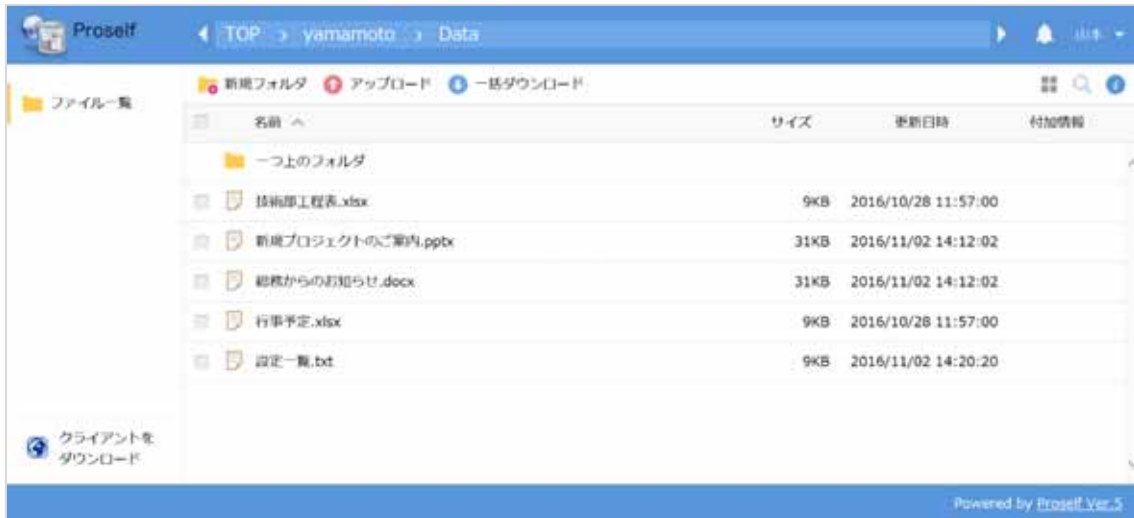 Proself
TOP > yamamoto > Data
山本
ファイル一覧
新規フォルダ アップロード 一括ダウンロード
名前 サイズ 更新日時 付加情報
一つ上のフォルダ
技術部工程表.xlsx 9KB 2016/10/28 11:57:00
新規プロジェクトのご案内.pptx 31KB 2016/11/02 14:12:02
総務からのお知らせ.docx 31KB 2016/11/02 14:12:02
行事予定.xlsx 9KB 2016/10/28 11:57:00
設定一覧.txt 9KB 2016/11/02 14:20:20
クライアントを
ダウンロード
Powered by Proself Ver.5